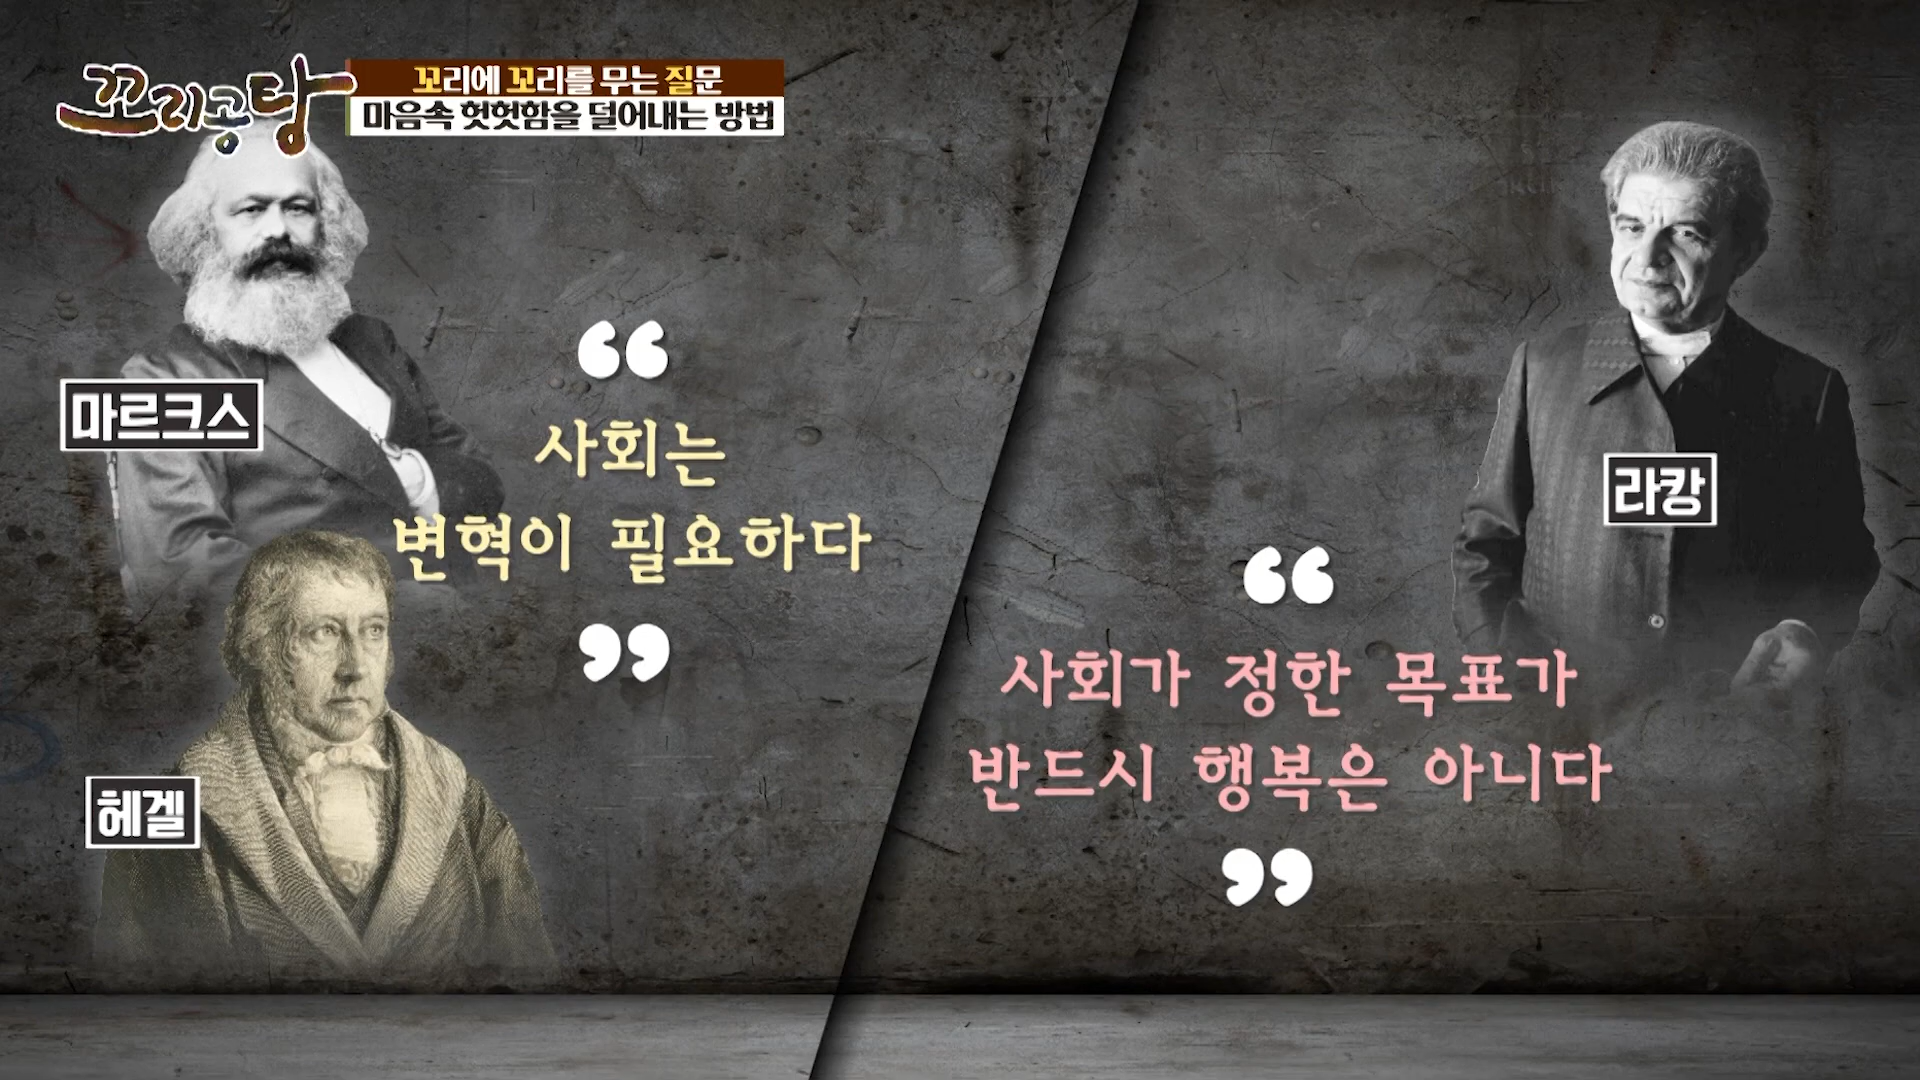 꼬리곰탕
꼬리에 꼬리를 무는 질문
마음속 헛헛함을 덜어내는 방법
마르크스
헤겔
“
사회는
변혁이 필요하다
”
라캉
“
사회가 정한 목표가
반드시 행복은 아니다
”